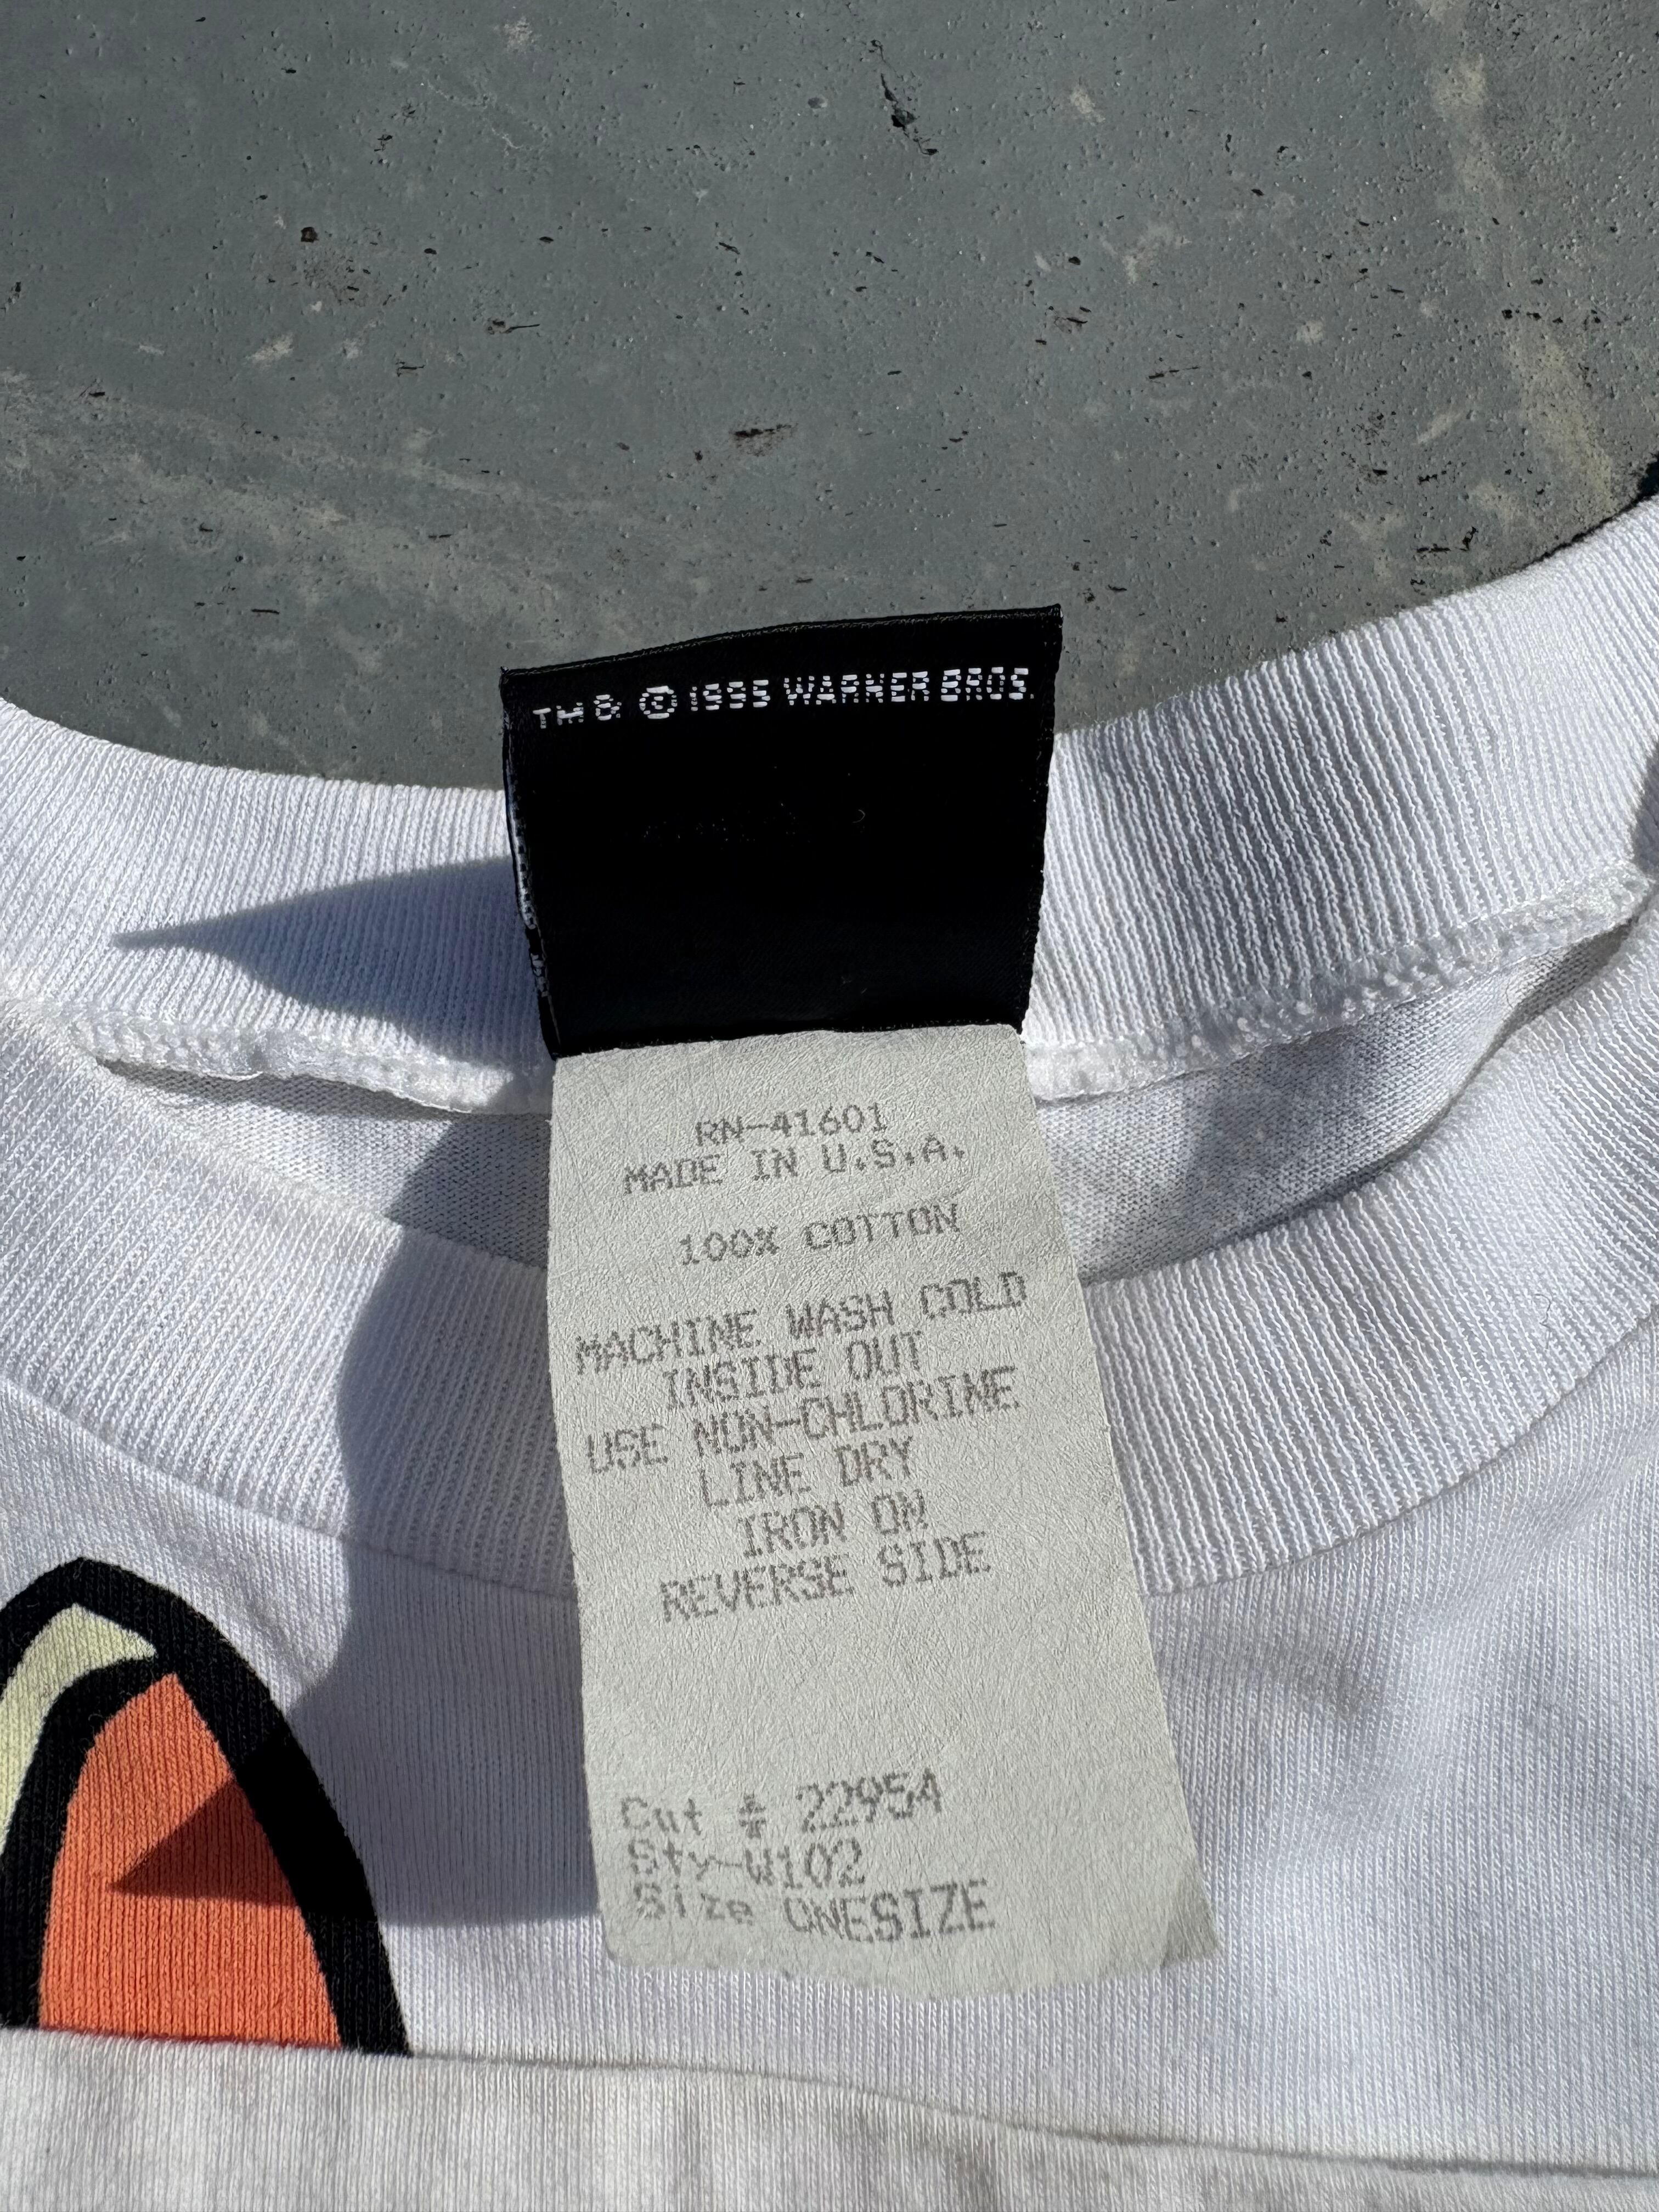 TM & © 1995 WARNER BROS.
RN-41601
MADE IN U.S.A.
100% COTTON
MACHINE WASH COLD
INSIDE OUT
USE NON-CHLORINE
LINE DRY
IRON ON
REVERSE SIDE
Cut # 22954
Sty-W102
Size ONESIZE